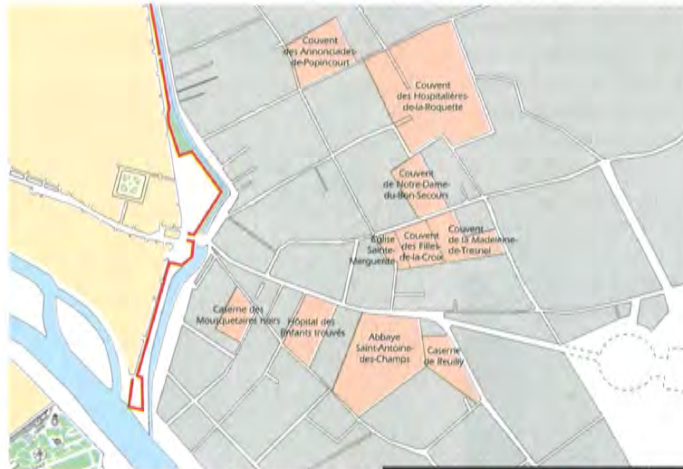 Couvent
des Annonciades-
de-Popincourt
Couvent
des Hospitalières-
de-la-Roquette
Couvent
de Notre-Dame-
du-Bon-Secours
Église
Sainte-
Marguerite
Couvent
des Filles-
de-la-Croix
Couvent
de la Madeleine-
de-Tresnel
Caserne des
Mousquetaires noirs
Hôpital des
Enfants trouvés
Abbaye
Saint-Antoine-
des-Champs
Caserne
de Reuilly